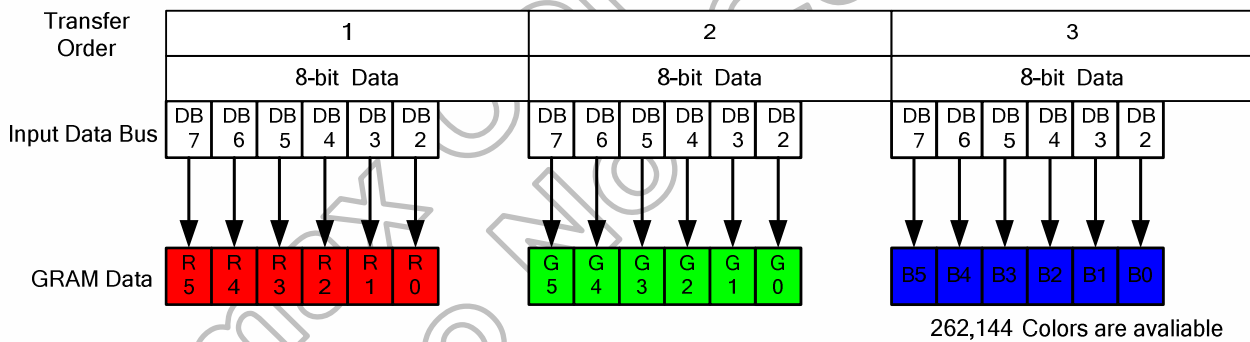 Transfer Order 1 2 3
8-bit Data 8-bit Data 8-bit Data
Input Data Bus DB 7 DB 6 DB 5 DB 4 DB 3 DB 2 DB 7 DB 6 DB 5 DB 4 DB 3 DB 2 DB 7 DB 6 DB 5 DB 4 DB 3 DB 2
GRAM Data R 5 R 4 R 3 R 2 R 1 R 0 G 5 G 4 G 3 G 2 G 1 G 0 B5 B4 B3 B2 B1 B0
262,144 Colors are avaliable